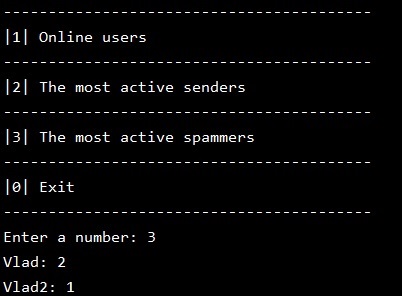 -----------------------------------------
|1| Online users
-----------------------------------------
|2| The most active senders
-----------------------------------------
|3| The most active spammers
-----------------------------------------
|0| Exit
-----------------------------------------
Enter a number: 3
Vlad: 2
Vlad2: 1